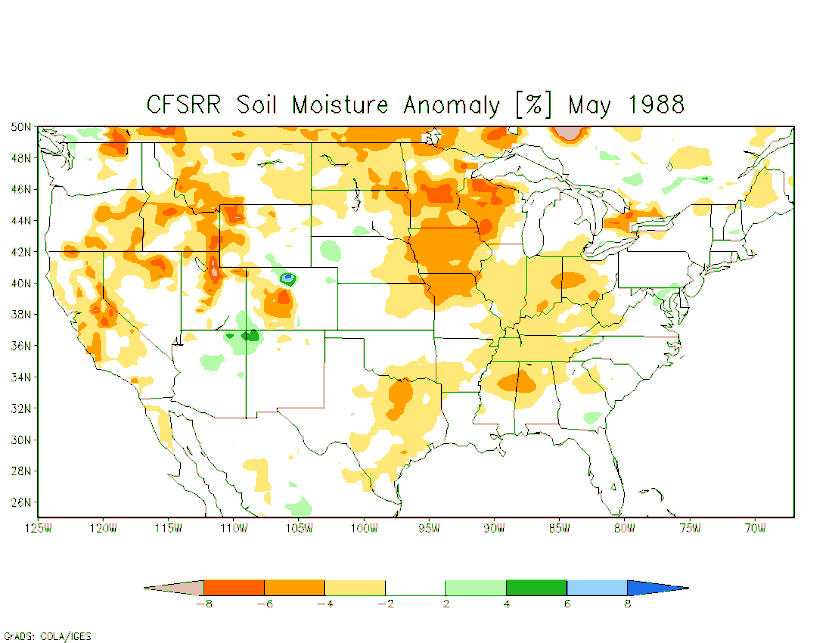 CFSRR Soil Moisture Anomaly [%] May 1988
50N
48N
46N
44N
42N
40N
38N
36N
34N
32N
30N
28N
26N
125W 120W 115W 110W 105W 100W 95W 90W 85W 80W 75W 70W
-8 -6 -4 -2 2 4 6 8
GrADS: COLA/IGES